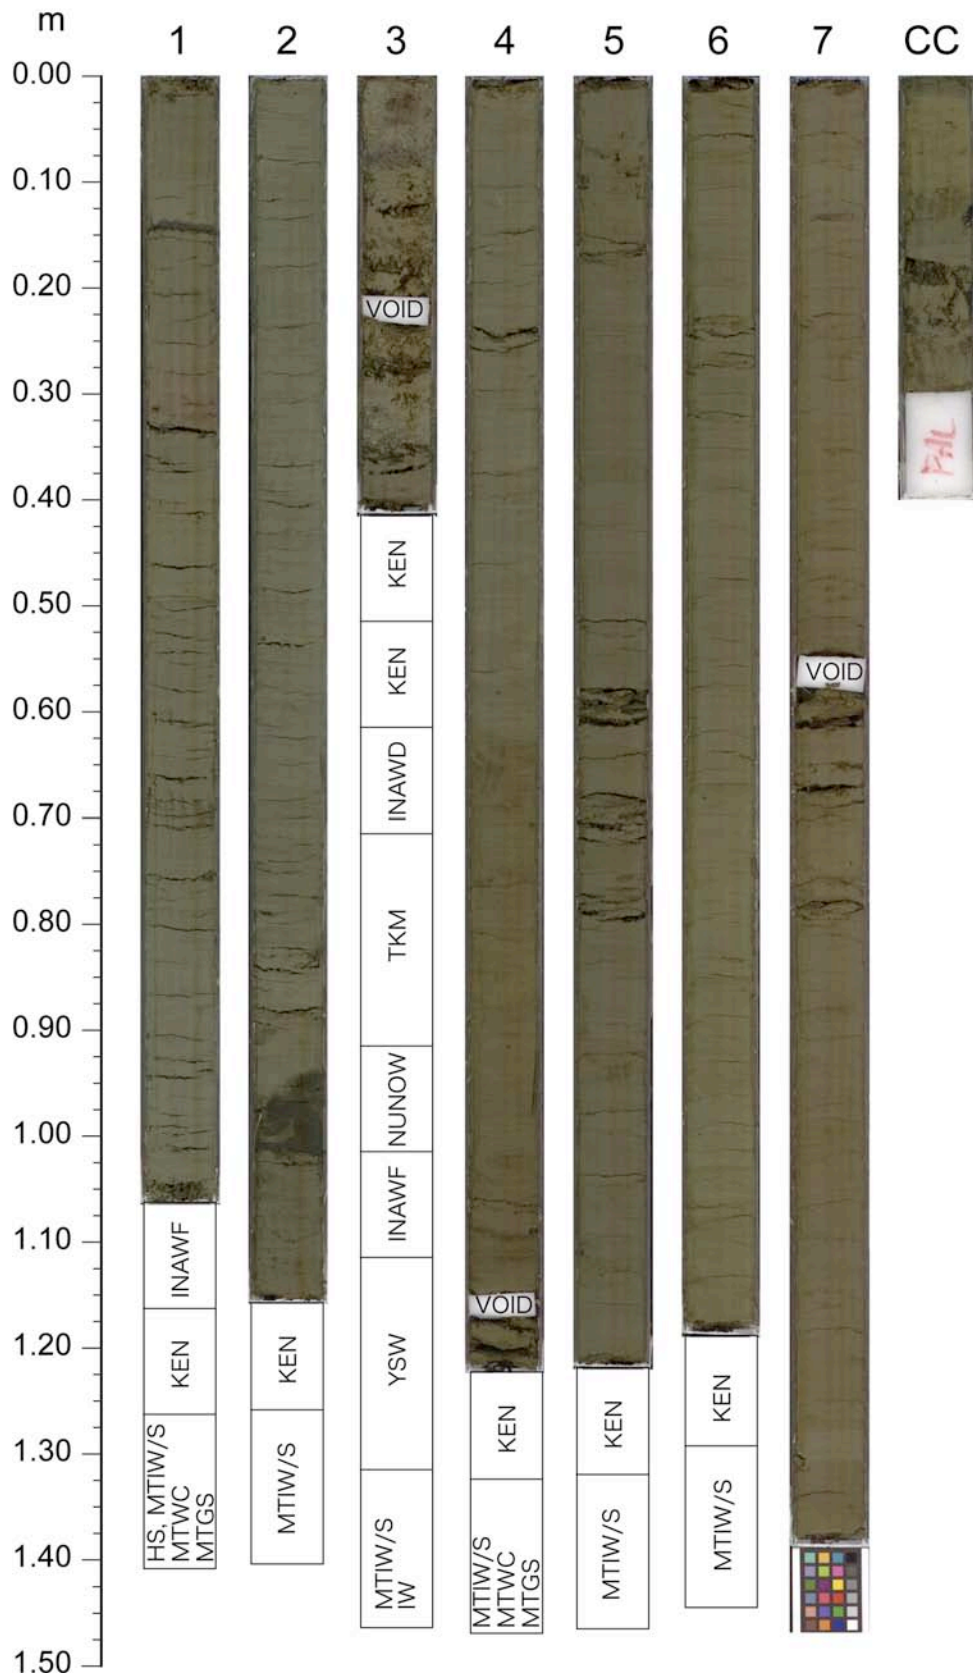 m
1 2 3 4 5 6 7 CC
0.00
0.10
0.20
0.30
0.40
0.50
0.60
0.70
0.80
0.90
1.00
1.10
1.20
1.30
1.40
1.50
INAWF
KEN
HS, MTIW/S
MTWC
MTGS
KEN
MTIW/S
VOID
KEN
KEN
INAWD
TKM
NUNOW
INAWF
YSW
MTIW/S
IW
VOID
KEN
MTIW/S
MTWC
MTGS
KEN
MTIW/S
KEN
MTIW/S
VOID